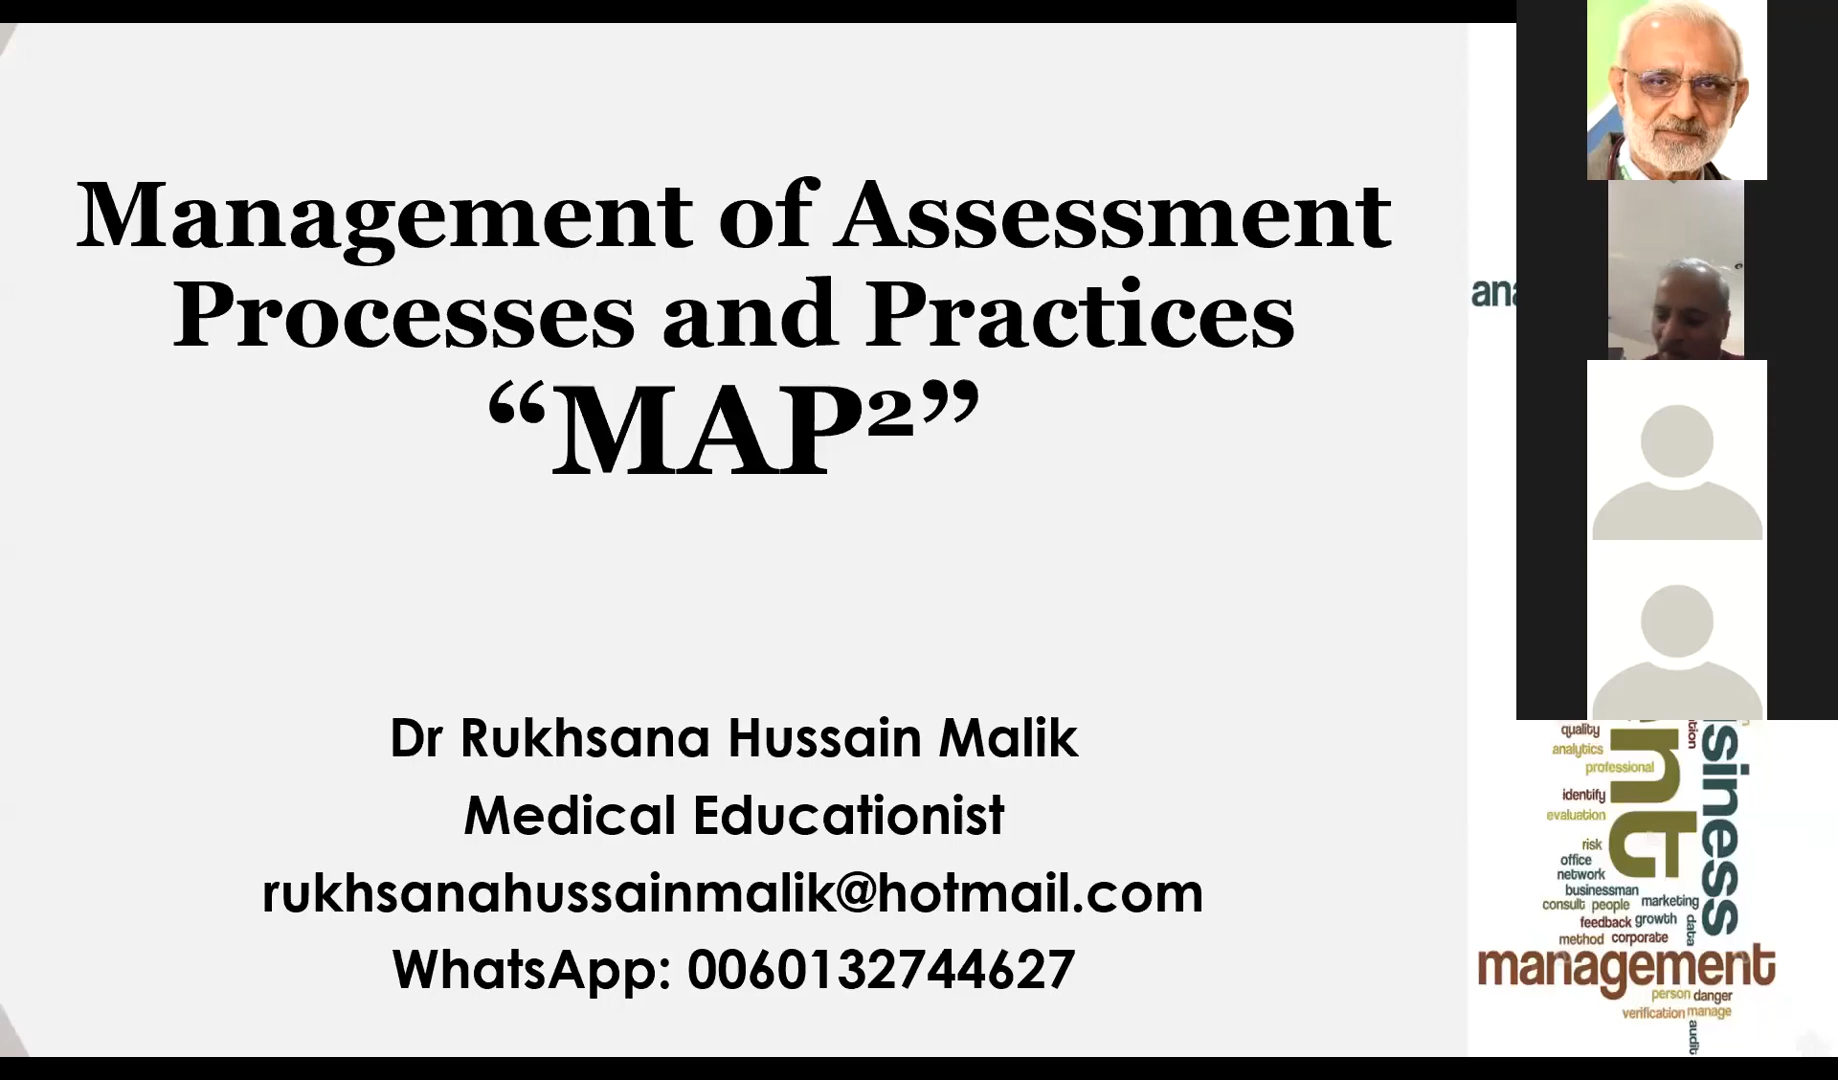 Management of Assessment
Processes and Practices
“MAP²”
Dr Rukhsana Hussain Malik
Medical Educationist
rukhsanahussainmalik@hotmail.com
WhatsApp: 0060132744627
quality
analytics
professional
identify
evaluation
risk
office
network
businessman
consult people
marketing
feedback growth
data
method corporate
management
person danger
verification manage
audit